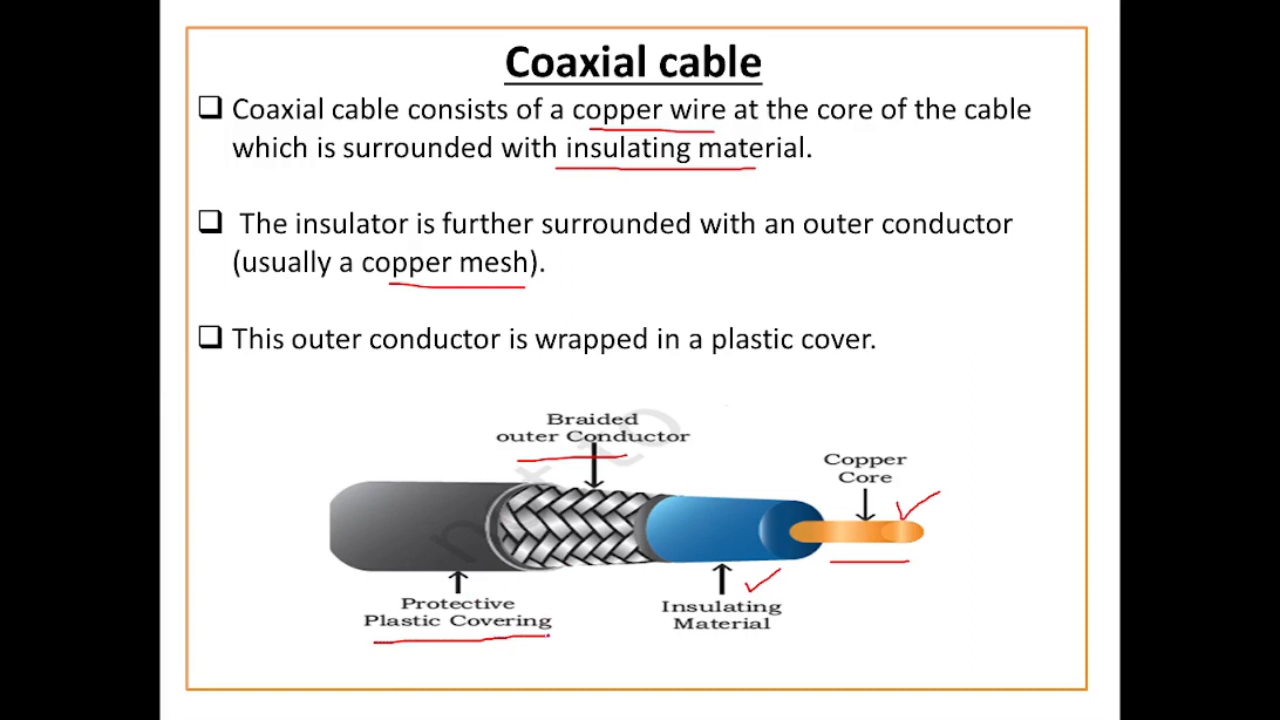 Coaxial cable
Coaxial cable consists of a copper wire at the core of the cable
which is surrounded with insulating material.
The insulator is further surrounded with an outer conductor
(usually a copper mesh).
This outer conductor is wrapped in a plastic cover.
Braided
outer Conductor
Copper
Core
Protective
Plastic Covering
Insulating
Material